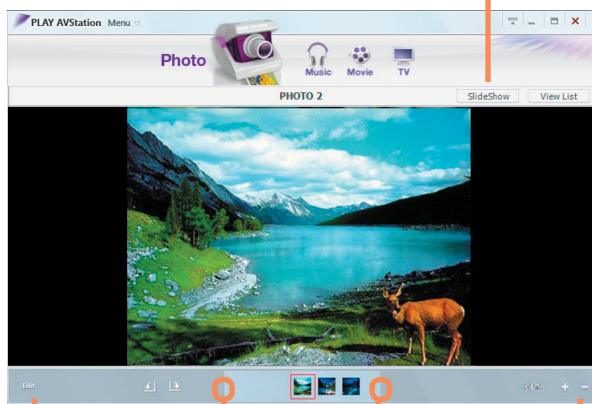 PLAY AVStation Menu
Photo
Music Movie TV
PHOTO 2 SlideShow View List
Edit